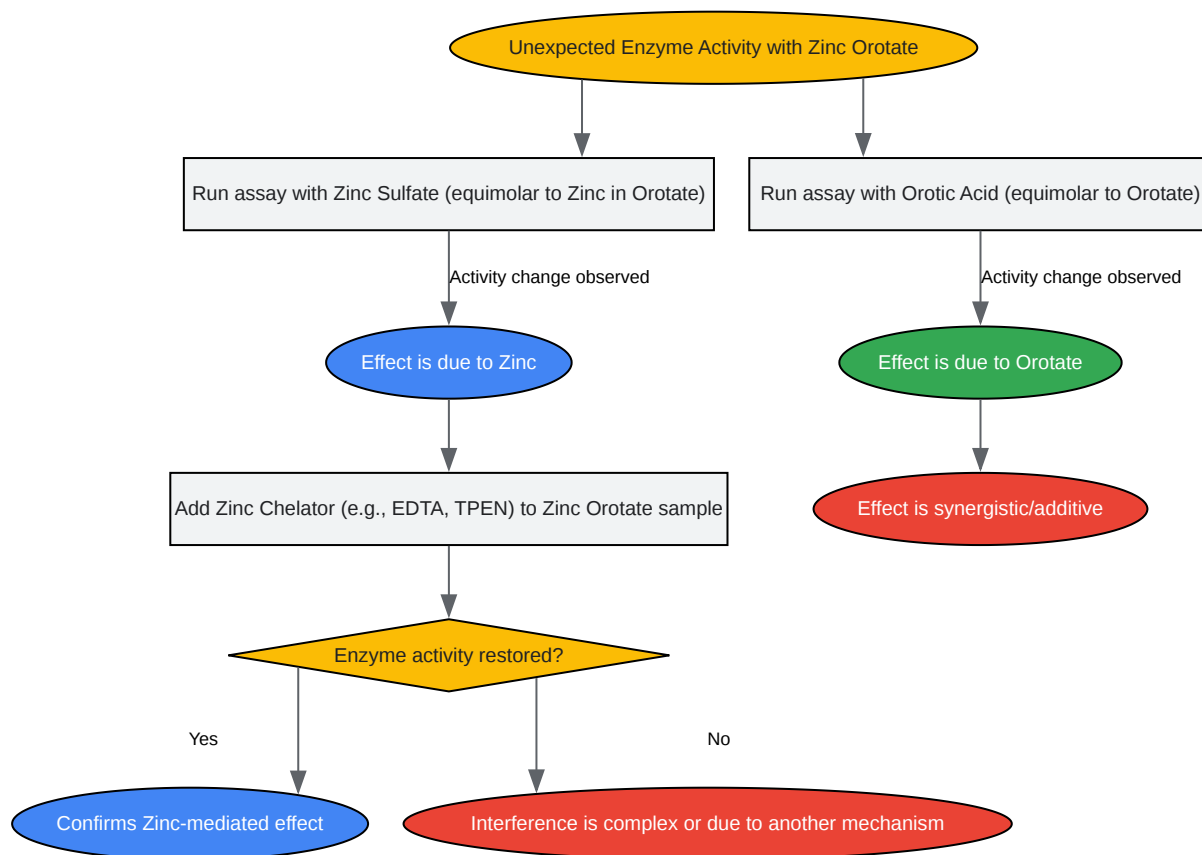 Unexpected Enzyme Activity with Zinc Orotate
Run assay with Zinc Sulfate (equimolar to Zinc in Orotate)
Run assay with Orotic Acid (equimolar to Orotate)
Activity change observed
Activity change observed
Effect is due to Zinc
Effect is due to Orotate
Add Zinc Chelator (e.g., EDTA, TPEN) to Zinc Orotate sample
Effect is synergistic/additive
Enzyme activity restored?
Yes
No
Confirms Zinc-mediated effect
Interference is complex or due to another mechanism